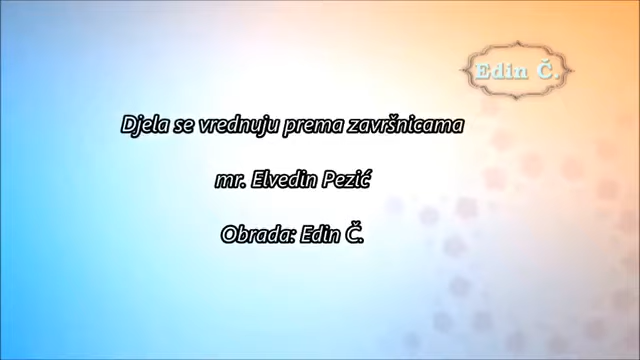 Edin Č.
Djela se vrednuju prema završnicama
mr. Elvedin Pezić
Obrada: Edin Č.